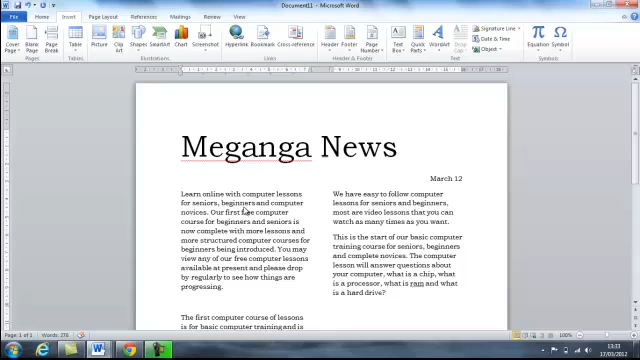 Document11 - Microsoft Word
File Home Insert Page Layout References Mailings Review View
Cover Page Blank Page Page Break Table Picture Clip Art Shapes SmartArt Chart Screenshot Hyperlink Bookmark Cross-reference Header Footer Page Number Text Box Quick Parts WordArt Drop Cap Signature Line Date & Time Object Equation Symbol
Pages Tables Illustrations Links Header & Footer Text Symbols
Meganga News
March 12
Learn online with computer lessons
for seniors, beginners and computer
novices. Our first free computer
course for beginners and seniors is
now complete with more lessons and
more structured computer courses for
beginners being introduced. You may
view any of our free computer lessons
available at present and please drop
by regularly to see how things are
progressing.
The first computer course of lessons
is for basic computer training and is
We have easy to follow computer
lessons for seniors and beginners,
most are video lessons that you can
watch as many times as you want.
This is the start of our basic computer
training course for seniors, beginners
and complete novices. The computer
lesson will answer questions about
your computer, what is a chip, what
is a processor, what is ram and what
is a hard drive?
Page: 1 of 1 Words: 278 100%
13:33
17/03/2012